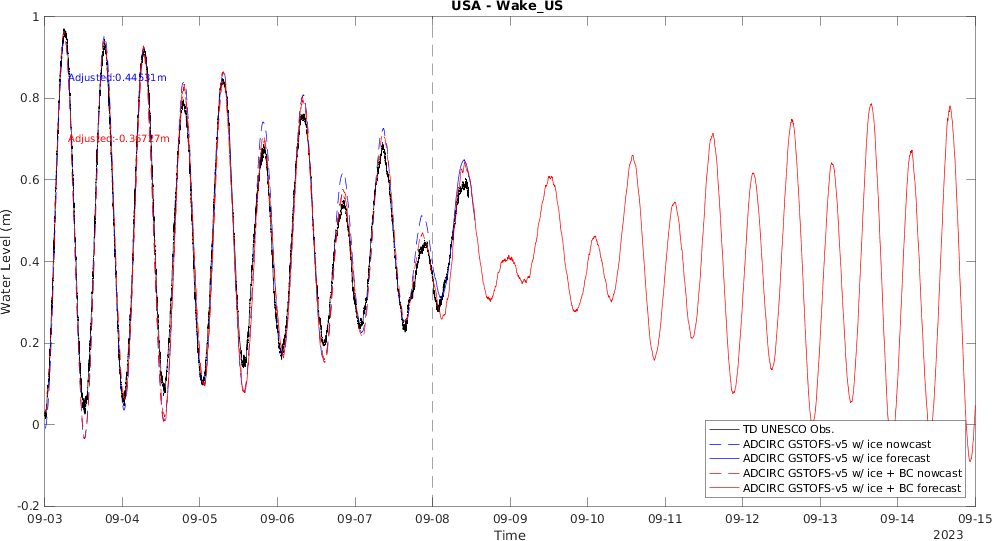 USA - Wake_US
1
0.8
0.6
0.4
0.2
0
-0.2
Water Level (m)
Adjusted:0.44531m
Adjusted:-0.36727m
TD UNESCO Obs.
ADCIRC GSTOFS-v5 w/ ice nowcast
ADCIRC GSTOFS-v5 w/ ice forecast
ADCIRC GSTOFS-v5 w/ ice + BC nowcast
ADCIRC GSTOFS-v5 w/ ice + BC forecast
09-03 09-04 09-05 09-06 09-07 09-08 09-09 09-10 09-11 09-12 09-13 09-14 09-15
Time
2023